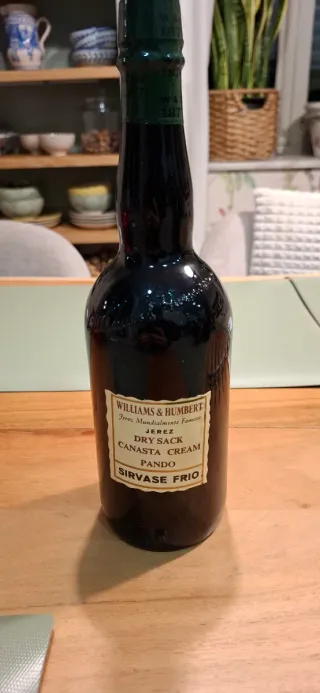 WILLIAMS & HUMBERT
Jerez Mundialmente Famoso
JEREZ
DRY SACK
CANASTA CREAM
PANDO
SIRVASE FRIO